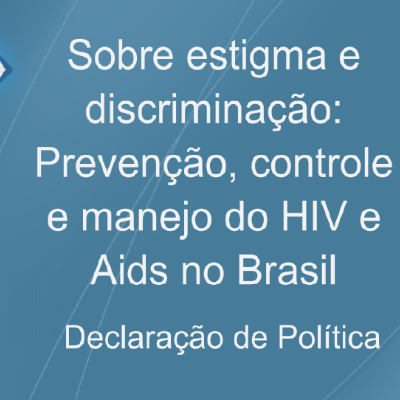 Sobre estigma e
discriminação:
Prevenção, controle
e manejo do HIV e
Aids no Brasil
Declaração de Política